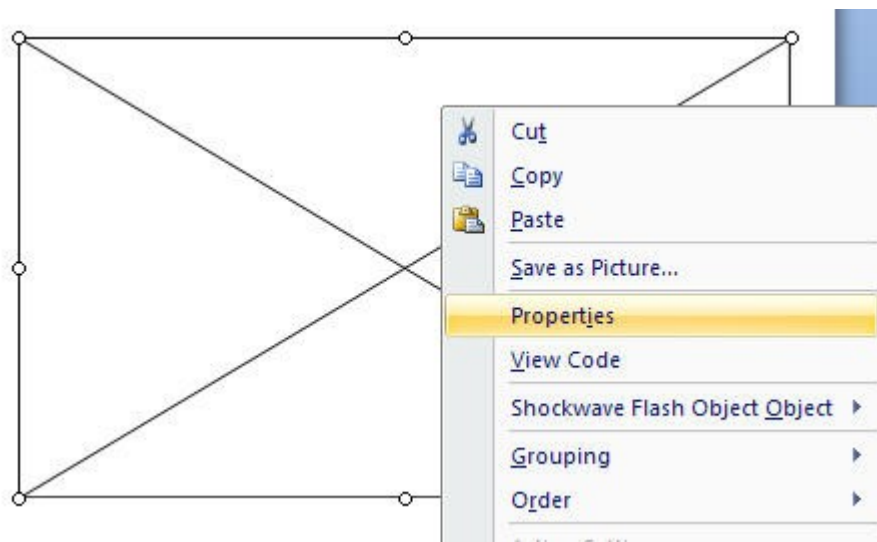 Cut
Copy
Paste
Save as Picture...
Properties
View Code
Shockwave Flash Object Object
Grouping
Order